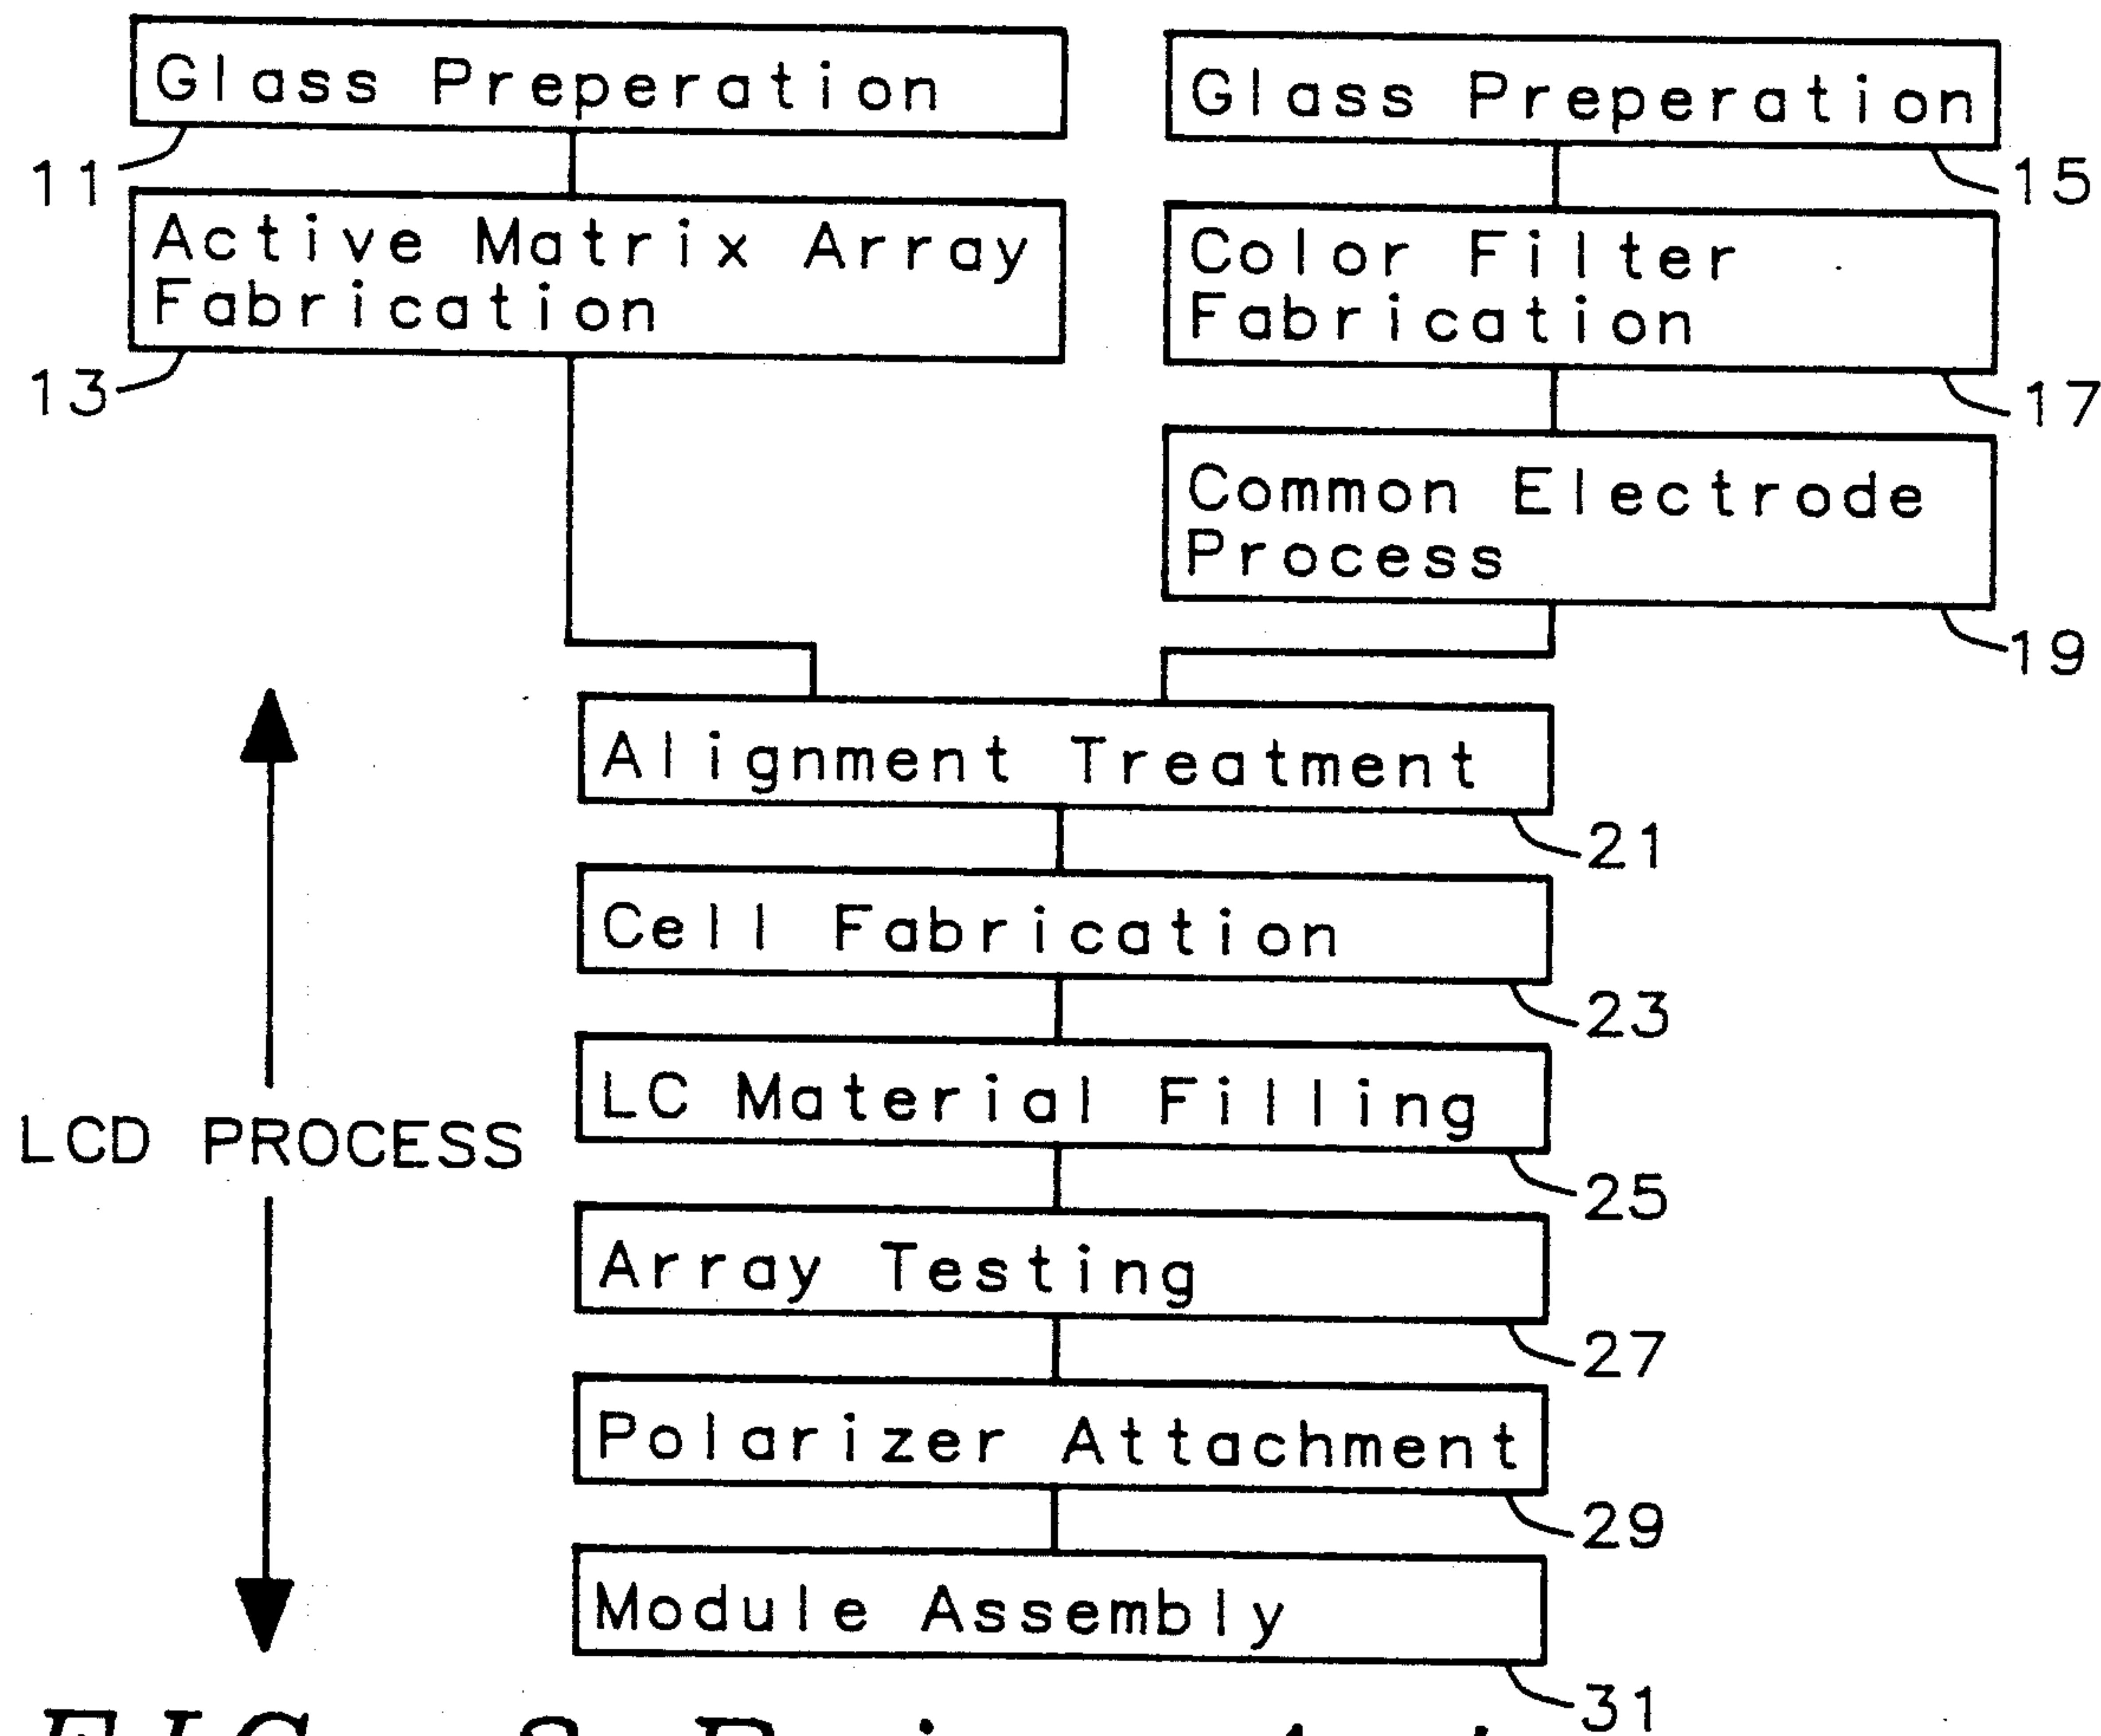 Glass Preperation
11
Active Matrix Array
Fabrication
13
Glass Preperation
15
Color Filter
Fabrication
17
Common Electrode
Process
19
Alignment Treatment
21
Cell Fabrication
23
LC Material Filling
25
Array Testing
27
Polarizer Attachment
29
Module Assembly
31
LCD PROCESS